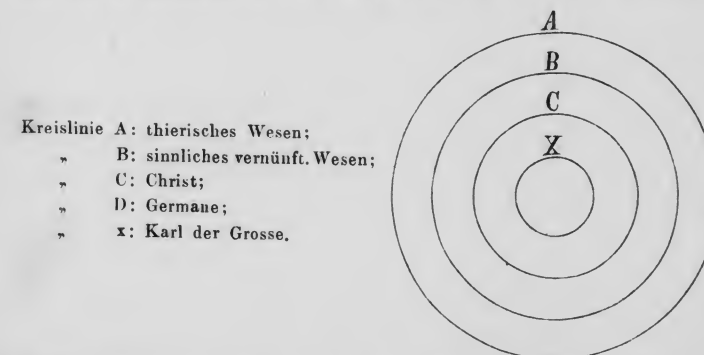 Kreislinie A: thierisches Wesen;
„ B: sinnliches vernünft. Wesen;
„ C: Christ;
„ D: Germane;
„ x: Karl der Grosse.
A
B
C
X